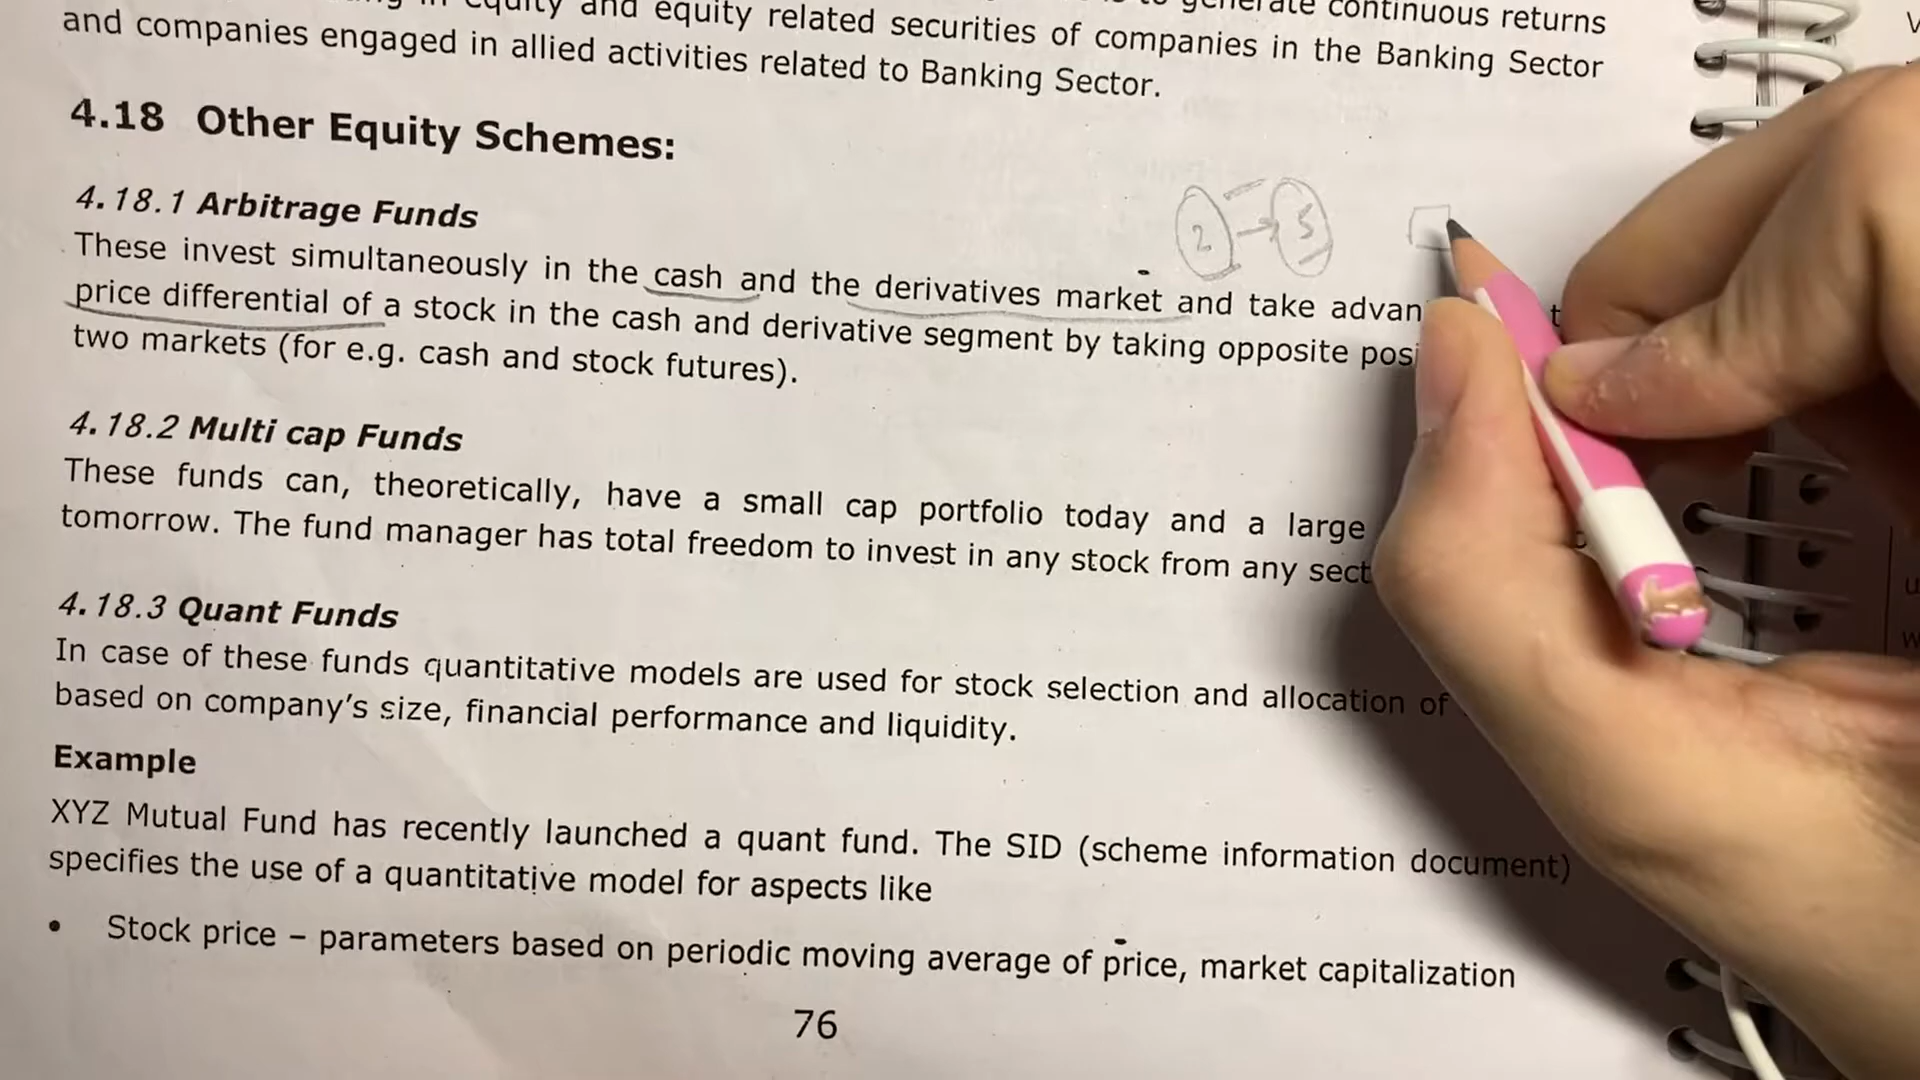 equity and equity related securities of companies in the Banking Sector
generate continuous returns
and companies engaged in allied activities related to Banking Sector.
4.18 Other Equity Schemes:
4.18.1 Arbitrage Funds
2 → 5
These invest simultaneously in the cash and the derivatives market and take
price differential of a stock in the cash and derivative segment by taking opposite
two markets (for e.g. cash and stock futures).
4.18.2 Multi cap Funds
These funds can, theoretically, have a small cap portfolio today and a large
tomorrow. The fund manager has total freedom to invest in any stock from any
4.18.3 Quant Funds
In case of these funds quantitative models are used for stock selection and allocation of
based on company's size, financial performance and liquidity.
Example
XYZ Mutual Fund has recently launched a quant fund. The SID (scheme information document)
specifies the use of a quantitative model for aspects like
• Stock price – parameters based on periodic moving average of price, market capitalization
76